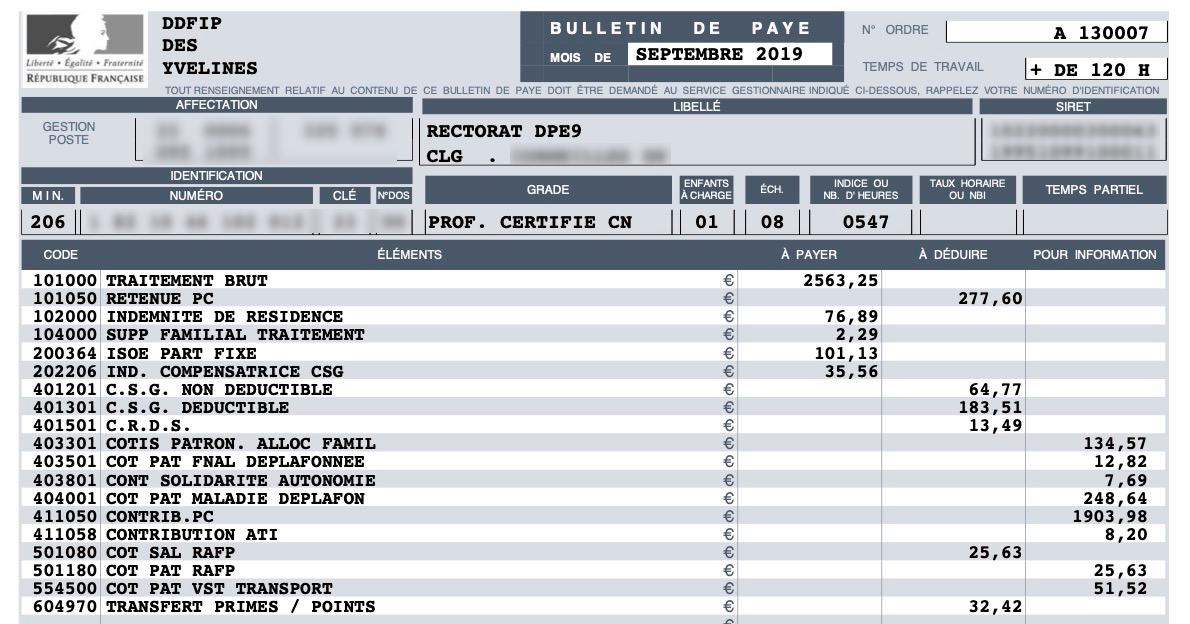 Liberté • Égalité • Fraternité
RÉPUBLIQUE FRANÇAISE
DDFIP
DES
YVELINES
BULLETIN DE PAYE
MOIS DE SEPTEMBRE 2019
N° ORDRE A 130007
TEMPS DE TRAVAIL + DE 120 H
TOUT RENSEIGNEMENT RELATIF AU CONTENU DE CE BULLETIN DE PAYE DOIT ÊTRE DEMANDÉ AU SERVICE GESTIONNAIRE INDIQUÉ CI-DESSOUS, RAPPELEZ VOTRE NUMÉRO D'IDENTIFICATION
AFFECTATION LIBELLÉ SIRET
GESTION
POSTE
RECTORAT DPE9
CLG .
IDENTIFICATION
MIN. NUMÉRO CLÉ N°DOS GRADE ENFANTS À CHARGE ÉCH. INDICE OU NB. D'HEURES TAUX HORAIRE OU NBI TEMPS PARTIEL
206 PROF. CERTIFIE CN 01 08 0547
CODE ÉLÉMENTS À PAYER À DÉDUIRE POUR INFORMATION
101000 TRAITEMENT BRUT € 2563,25
101050 RETENUE PC € 277,60
102000 INDEMNITE DE RESIDENCE € 76,89
104000 SUPP FAMILIAL TRAITEMENT € 2,29
200364 ISOE PART FIXE € 101,13
202206 IND. COMPENSATRICE CSG € 35,56
401201 C.S.G. NON DEDUCTIBLE € 64,77
401301 C.S.G. DEDUCTIBLE € 183,51
401501 C.R.D.S. € 13,49
403301 COTIS PATRON. ALLOC FAMIL € 134,57
403501 COT PAT FNAL DEPLAFONNEE € 12,82
403801 CONT SOLIDARITE AUTONOMIE € 7,69
404001 COT PAT MALADIE DEPLAFON € 248,64
411050 CONTRIB.PC € 1903,98
411058 CONTRIBUTION ATI € 8,20
501080 COT SAL RAFP € 25,63
501180 COT PAT RAFP € 25,63
554500 COT PAT VST TRANSPORT € 51,52
604970 TRANSFERT PRIMES / POINTS € 32,42